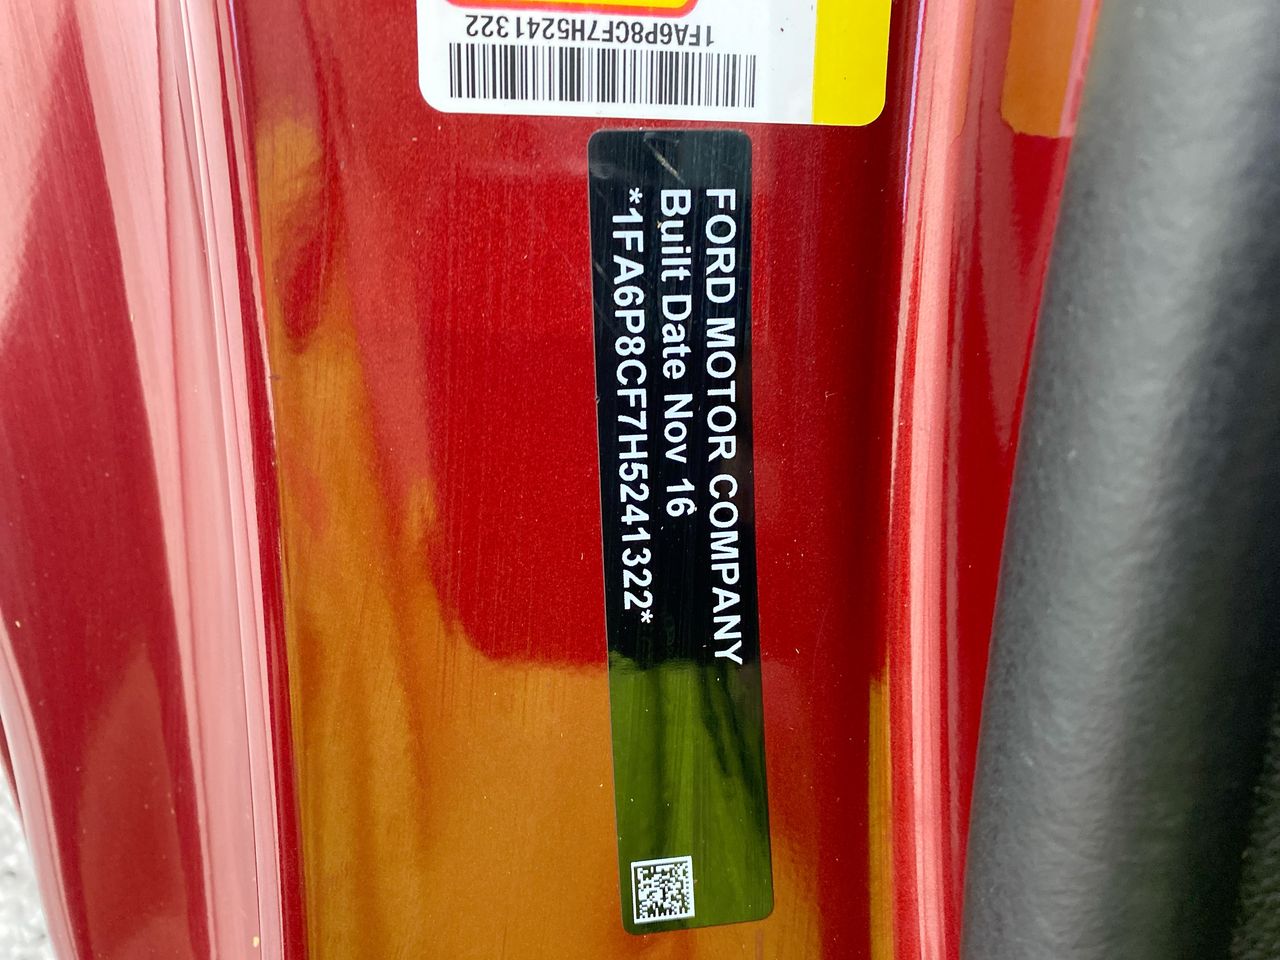 1FA6P8CF7H5241322
FORD MOTOR COMPANY
Built Date Nov 16
*1FA6P8CF7H5241322*